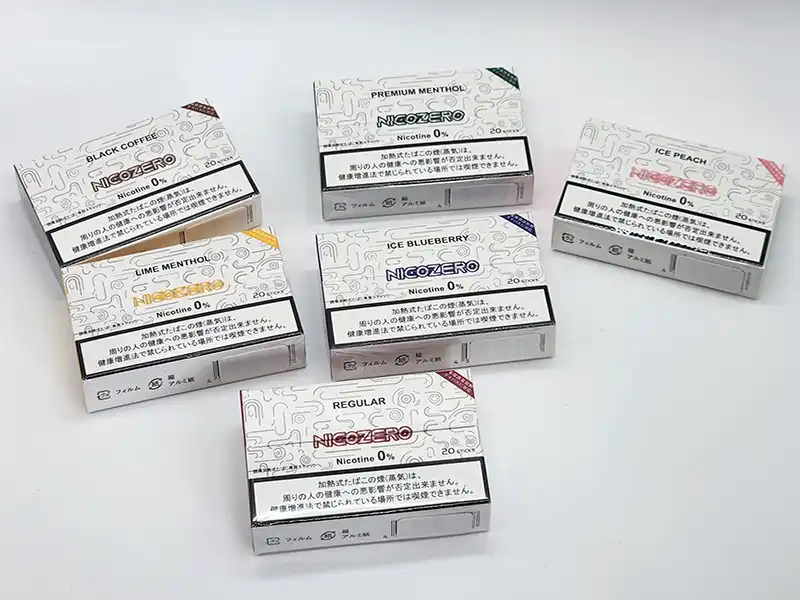 PREMIUM MENTHOL
NICOZERO
Nicotine 0%
20 STICKS
加熱式たばこの煙(蒸気)は、
周りの人の健康への悪影響が否定出来ません。
健康増進法で禁じられている場所では喫煙できません。
フィルム
紙
箱
アルミ紙
BLACK COFFEE
NICOZERO
Nicotine 0%
20 STICKS
加熱式たばこの煙(蒸気)は、
周りの人の健康への悪影響が否定出来ません。
健康増進法で禁じられている場所では喫煙できません。
ICE PEACH
NICOZERO
Nicotine 0%
20 STICKS
加熱式たばこの煙(蒸気)は、
周りの人の健康への悪影響が否定出来ません。
健康増進法で禁じられている場所では喫煙できません。
フィルム
紙
箱
アルミ紙
LIME MENTHOL
NICOZERO
Nicotine 0%
20 STICKS
加熱式たばこの煙(蒸気)は、
周りの人の健康への悪影響が否定出来ません。
健康増進法で禁じられている場所では喫煙できません。
フィルム
紙
箱
アルミ紙
ICE BLUEBERRY
NICOZERO
Nicotine 0%
20 STICKS
加熱式たばこの煙(蒸気)は、
周りの人の健康への悪影響が否定出来ません。
健康増進法で禁じられている場所では喫煙できません。
フィルム
紙
箱
アルミ紙
REGULAR
NICOZERO
Nicotine 0%
20 STICKS
加熱式たばこの煙(蒸気)は、
周りの人の健康への悪影響が否定出来ません。
健康増進法で禁じられている場所では喫煙できません。
フィルム
紙
箱
アルミ紙